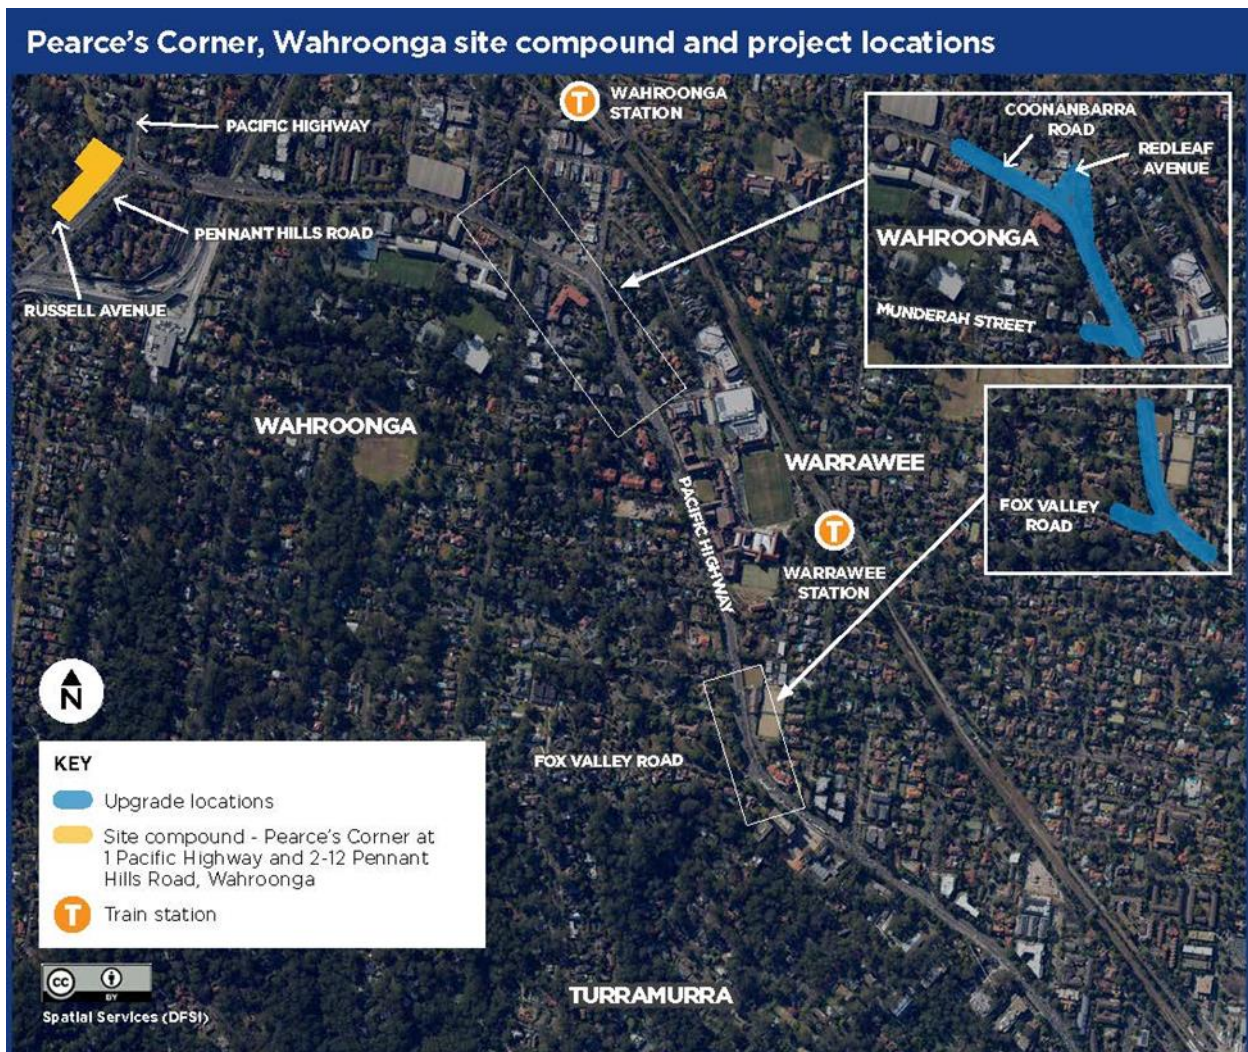 Pearce's Corner, Wahroonga site compound and project locations
WAHROONGA
STATION
PACIFIC HIGHWAY
PENNANT HILLS ROAD
RUSSELL AVENUE
COONANBARRA
ROAD
REDLEAF
AVENUE
WAHROONGA
MUNDERAH STREET
WAHROONGA
WARRAWEE
PACIFIC HIGHWAY
WARRAWEE
STATION
FOX VALLEY
ROAD
N
FOX VALLEY ROAD
KEY
Upgrade locations
Site compound - Pearce's Corner at
1 Pacific Highway and 2-12 Pennant
Hills Road, Wahroonga
T Train station
cc BY
Spatial Services (DFSI)
TURRAMURRA
T
T